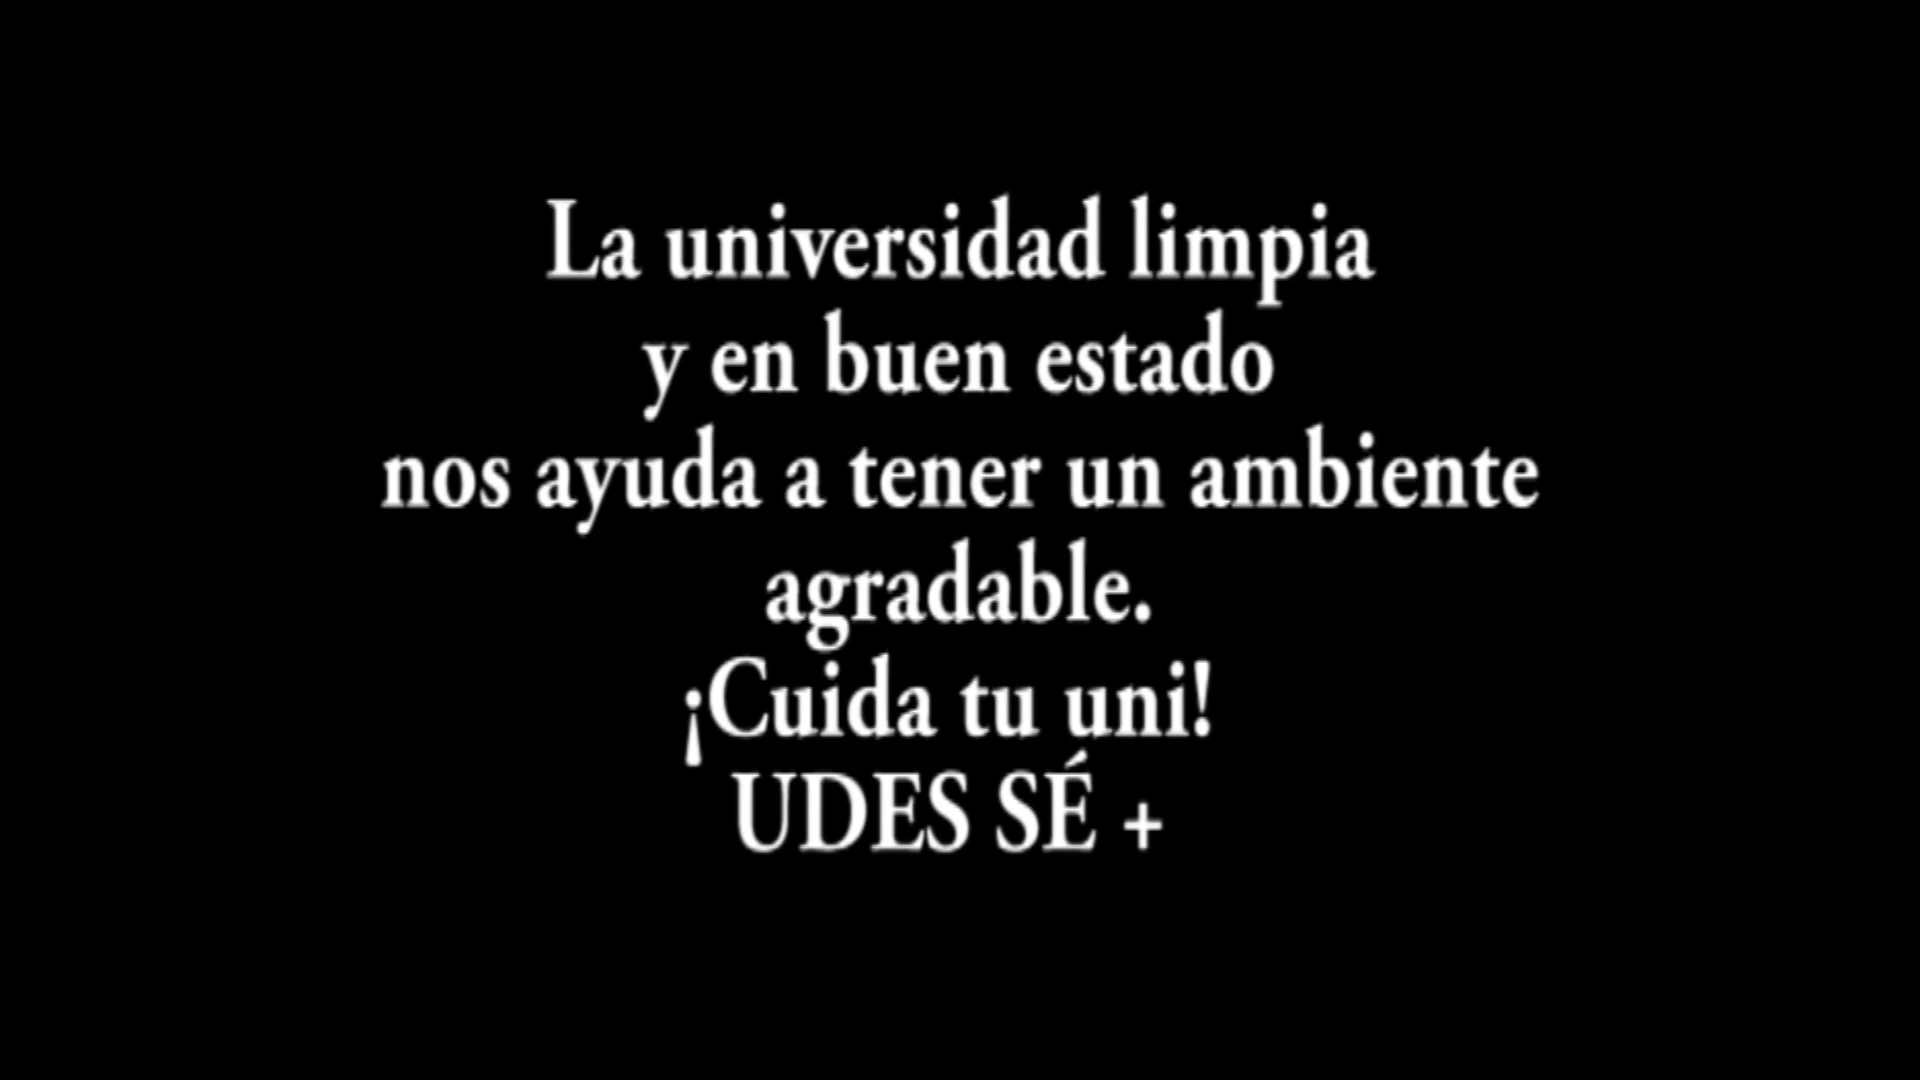 La universidad limpia
y en buen estado
nos ayuda a tener un ambiente
agradable.
¡Cuida tu uni!
UDES SÉ +